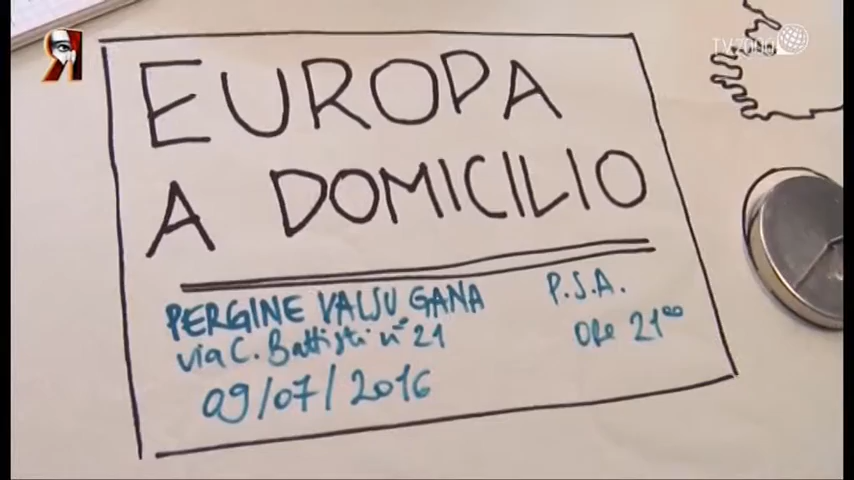 TV2000
EUROPA
A DOMICILIO
PERGINE VALSUGANA
P.S.A.
via C. Battisti n° 21
ORE 21°°
09/07/2016